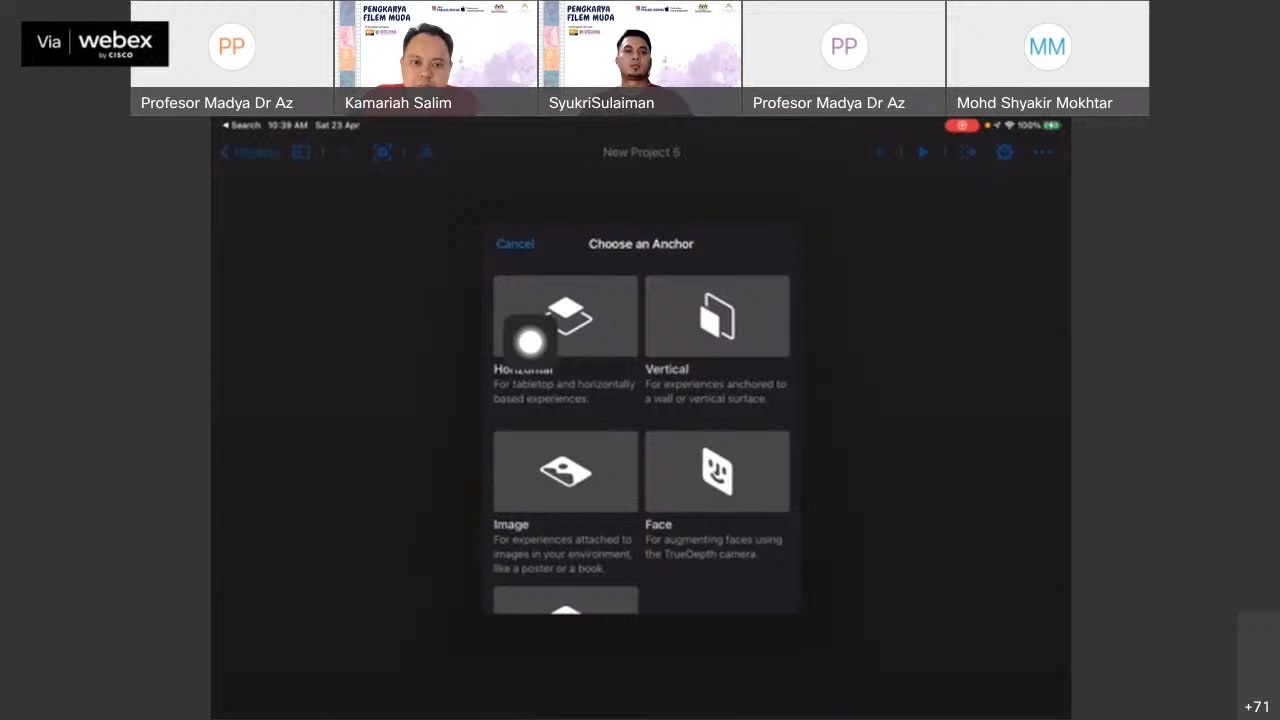 Via webex
by CISCO
PP
PENGKARYA
FILEM MUDA
PENGKARYA
FILEM MUDA
PP
MM
Profesor Madya Dr Az
Kamariah Salim
SyukriSulaiman
Profesor Madya Dr Az
Mohd Shyakir Mokhtar
Search 10:39 AM Sat 23 Apr
100%
New Project 5
Cancel
Choose an Anchor
Horizontal
For tabletop and horizontally
based experiences.
Vertical
For experiences anchored to
a wall or vertical surface.
Image
For experiences attached to
images in your environment,
like a poster or a book.
Face
For augmenting faces using
the TrueDepth camera.
+71